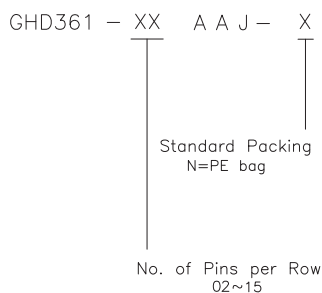 GHD361 - XX AAJ- X
Standard Packing
N=PE bag
No. of Pins per Row
02~15